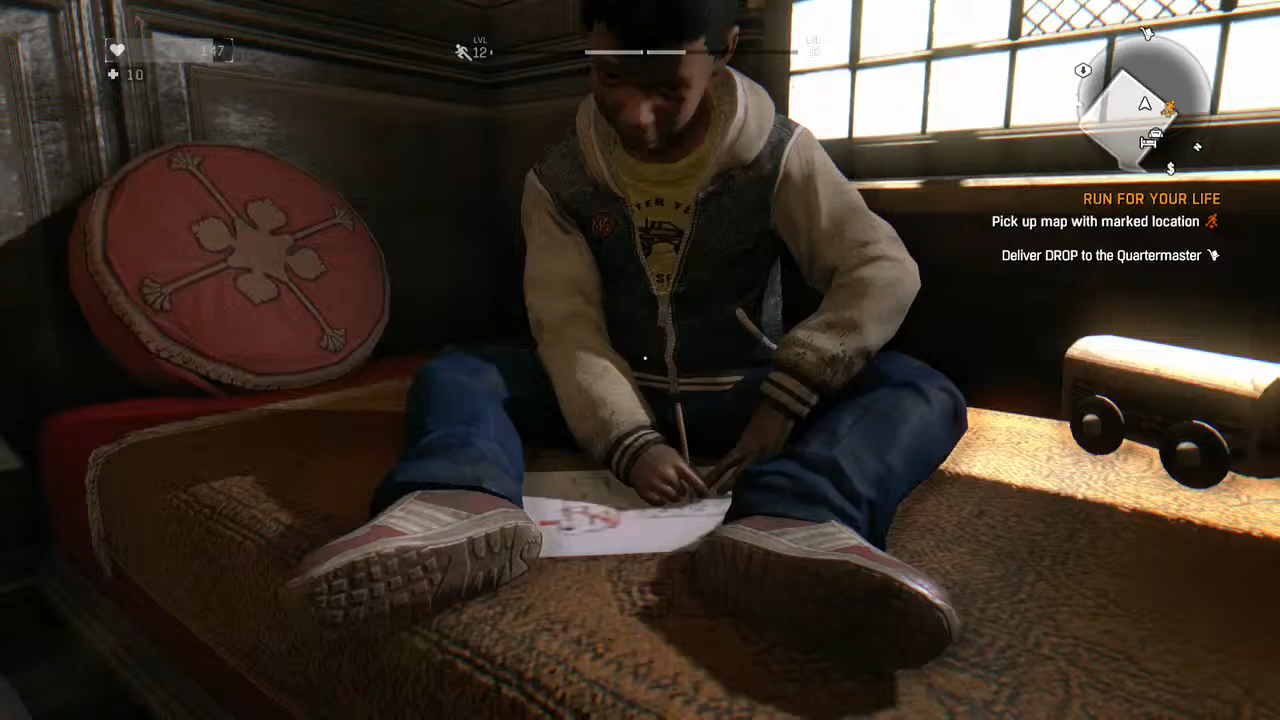 147
10
LVL
12
LVL
RUN FOR YOUR LIFE
Pick up map with marked location
Deliver DROP to the Quartermaster
$